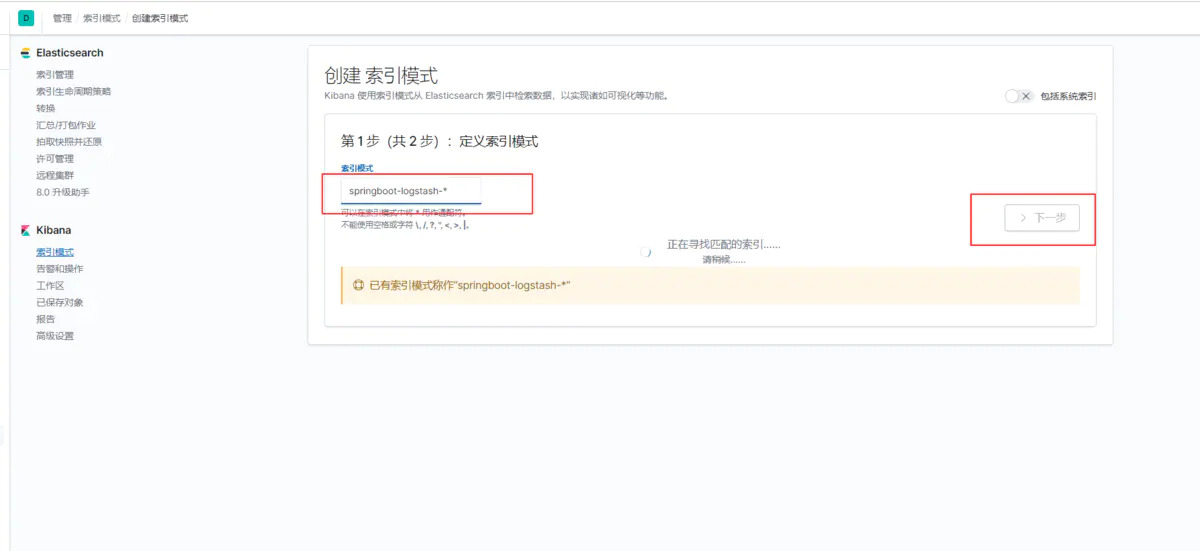 D 管理 / 索引模式 / 创建索引模式
Elasticsearch
索引管理
索引生命周期策略
转换
汇总/打包作业
拍取快照并还原
许可管理
远程集群
8.0 升级助手
Kibana
索引模式
告警和操作
工作区
已保存对象
报告
高级设置
创建 索引模式
Kibana 使用索引模式从 Elasticsearch 索引中检索数据，以实现诸如可视化等功能。
包括系统索引
第 1 步（共 2 步）：定义索引模式
索引模式
springboot-logstash-*
可以在索引模式中将 * 用作通配符。
不能使用空格或字符 \, /, ?, ", <, >, |。
下一步
正在寻找匹配的索引......
请稍候......
已有索引模式称作"springboot-logstash-*"